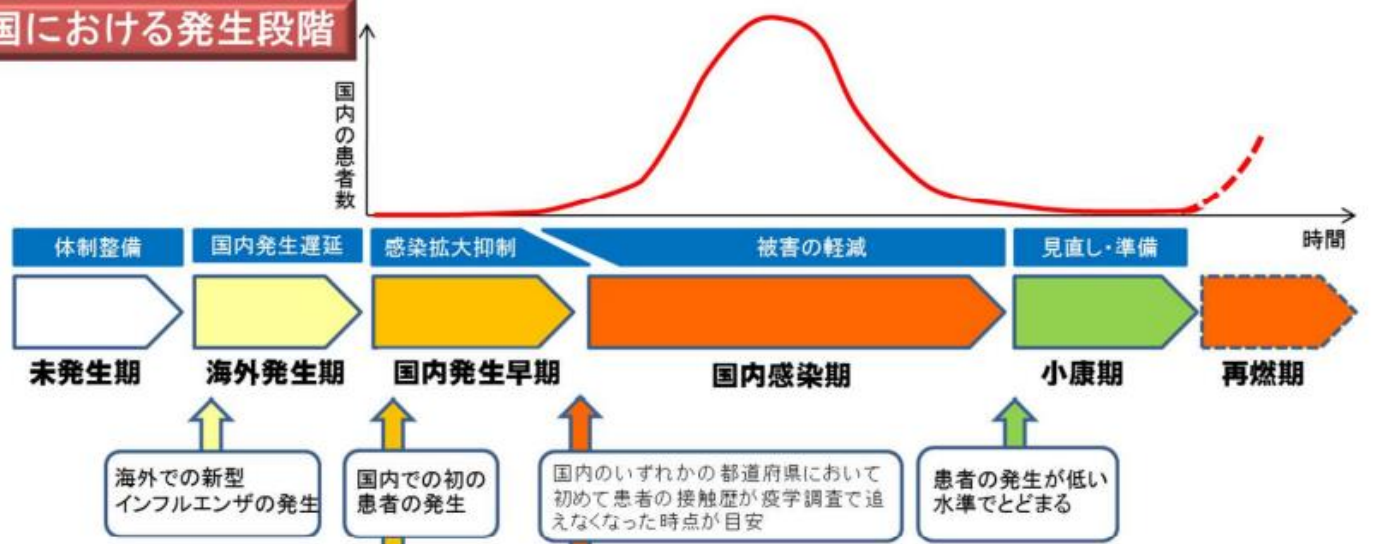 国における発生段階
国内の患者数
時間
体制整備
国内発生遅延
感染拡大抑制
被害の軽減
見直し・準備
未発生期
海外発生期
国内発生早期
国内感染期
小康期
再燃期
海外での新型
インフルエンザの発生
国内での初の
患者の発生
国内のいずれかの都道府県において
初めて患者の接触歴が疫学調査で追
えなくなった時点が目安
患者の発生が低い
水準でとどまる